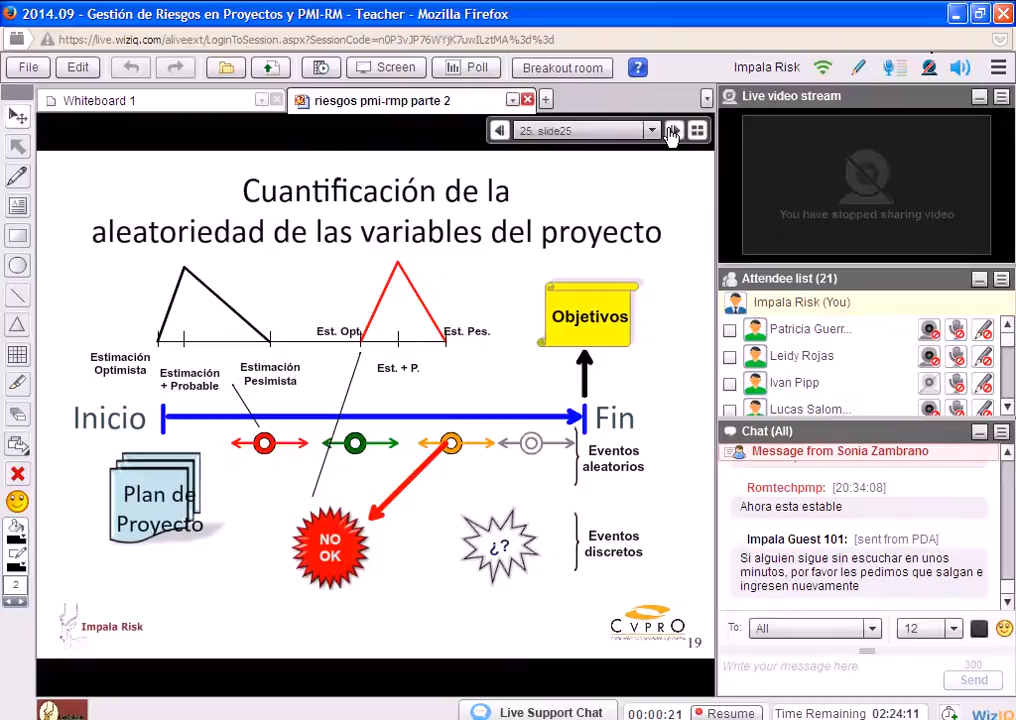 2014.09 - Gestión de Riesgos en Proyectos y PMI-RM - Teacher - Mozilla Firefox
https://live.wiziq.com/aliveext/LoginToSession.aspx?SessionCode=n0P3vJP76WYjK7uwILztMA%3d%3d
File Edit Screen Poll Breakout room ? Impala Risk
Whiteboard 1
riesgos pmi-rmp parte 2
25. slide25
Cuantificación de la
aleatoriedad de las variables del proyecto
Est. Opt.
Est. Pes.
Est. + P.
Estimación
Optimista
Estimación
+ Probable
Estimación
Pesimista
Objetivos
Inicio
Fin
Eventos
aleatorios
Plan de
Proyecto
NO
OK
¿?
Eventos
discretos
Impala Risk
CVPRO
19
Live video stream
You have stopped sharing video
Attendee list (21)
Impala Risk (You)
Patricia Guerr...
Leidy Rojas
Ivan Pipp
Lucas Salom...
Chat (All)
Message from Sonia Zambrano
Romtechpmp: [20:34:08]
Ahora esta estable
Impala Guest 101: [sent from PDA]
Si alguien sigue sin escuchar en unos
minutos, por favor les pedimos que salgan e
ingresen nuevamente
To: All 12
Write your message here.
300
Send
2
Live Support Chat
00:00:21
Resume
Time Remaining 02:24:11
WizIQ